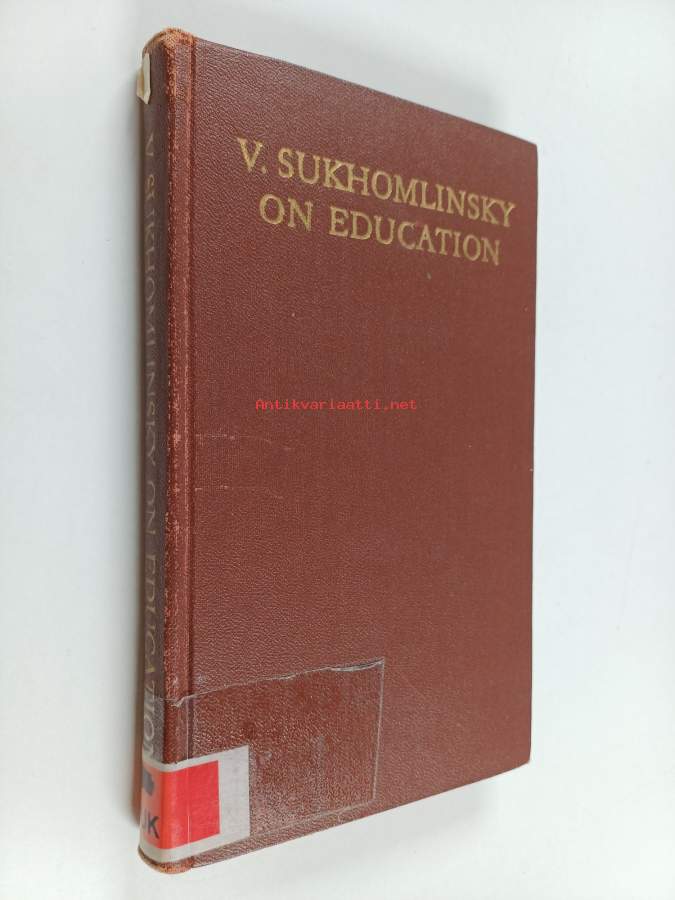 V. SUKHOMLINSKY
ON EDUCATION
V. SUKHOMLINSKY ON EDUCATION
Antikvariaatti.net